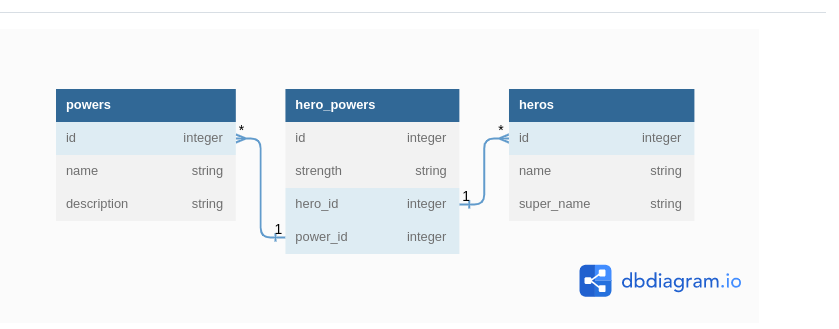 powers
id integer
name string
description string
*
1
hero_powers
id integer
strength string
hero_id integer
power_id integer
1
*
heros
id integer
name string
super_name string
dbdiagram.io